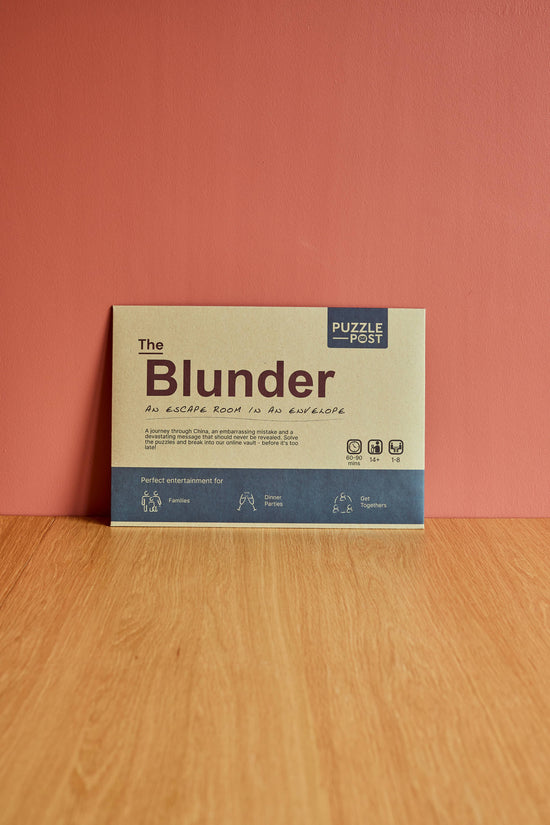 PUZZLE
POST
The
Blunder
AN ESCAPE ROOM IN AN ENVELOPE
A journey through China, an embarrassing mistake and a
devastating message that should never be revealed. Solve
the puzzles and break into our online vault - before it's too
late!
60-90
mins
14+
1-8
Perfect entertainment for
Families
Dinner
Parties
Get
Togethers